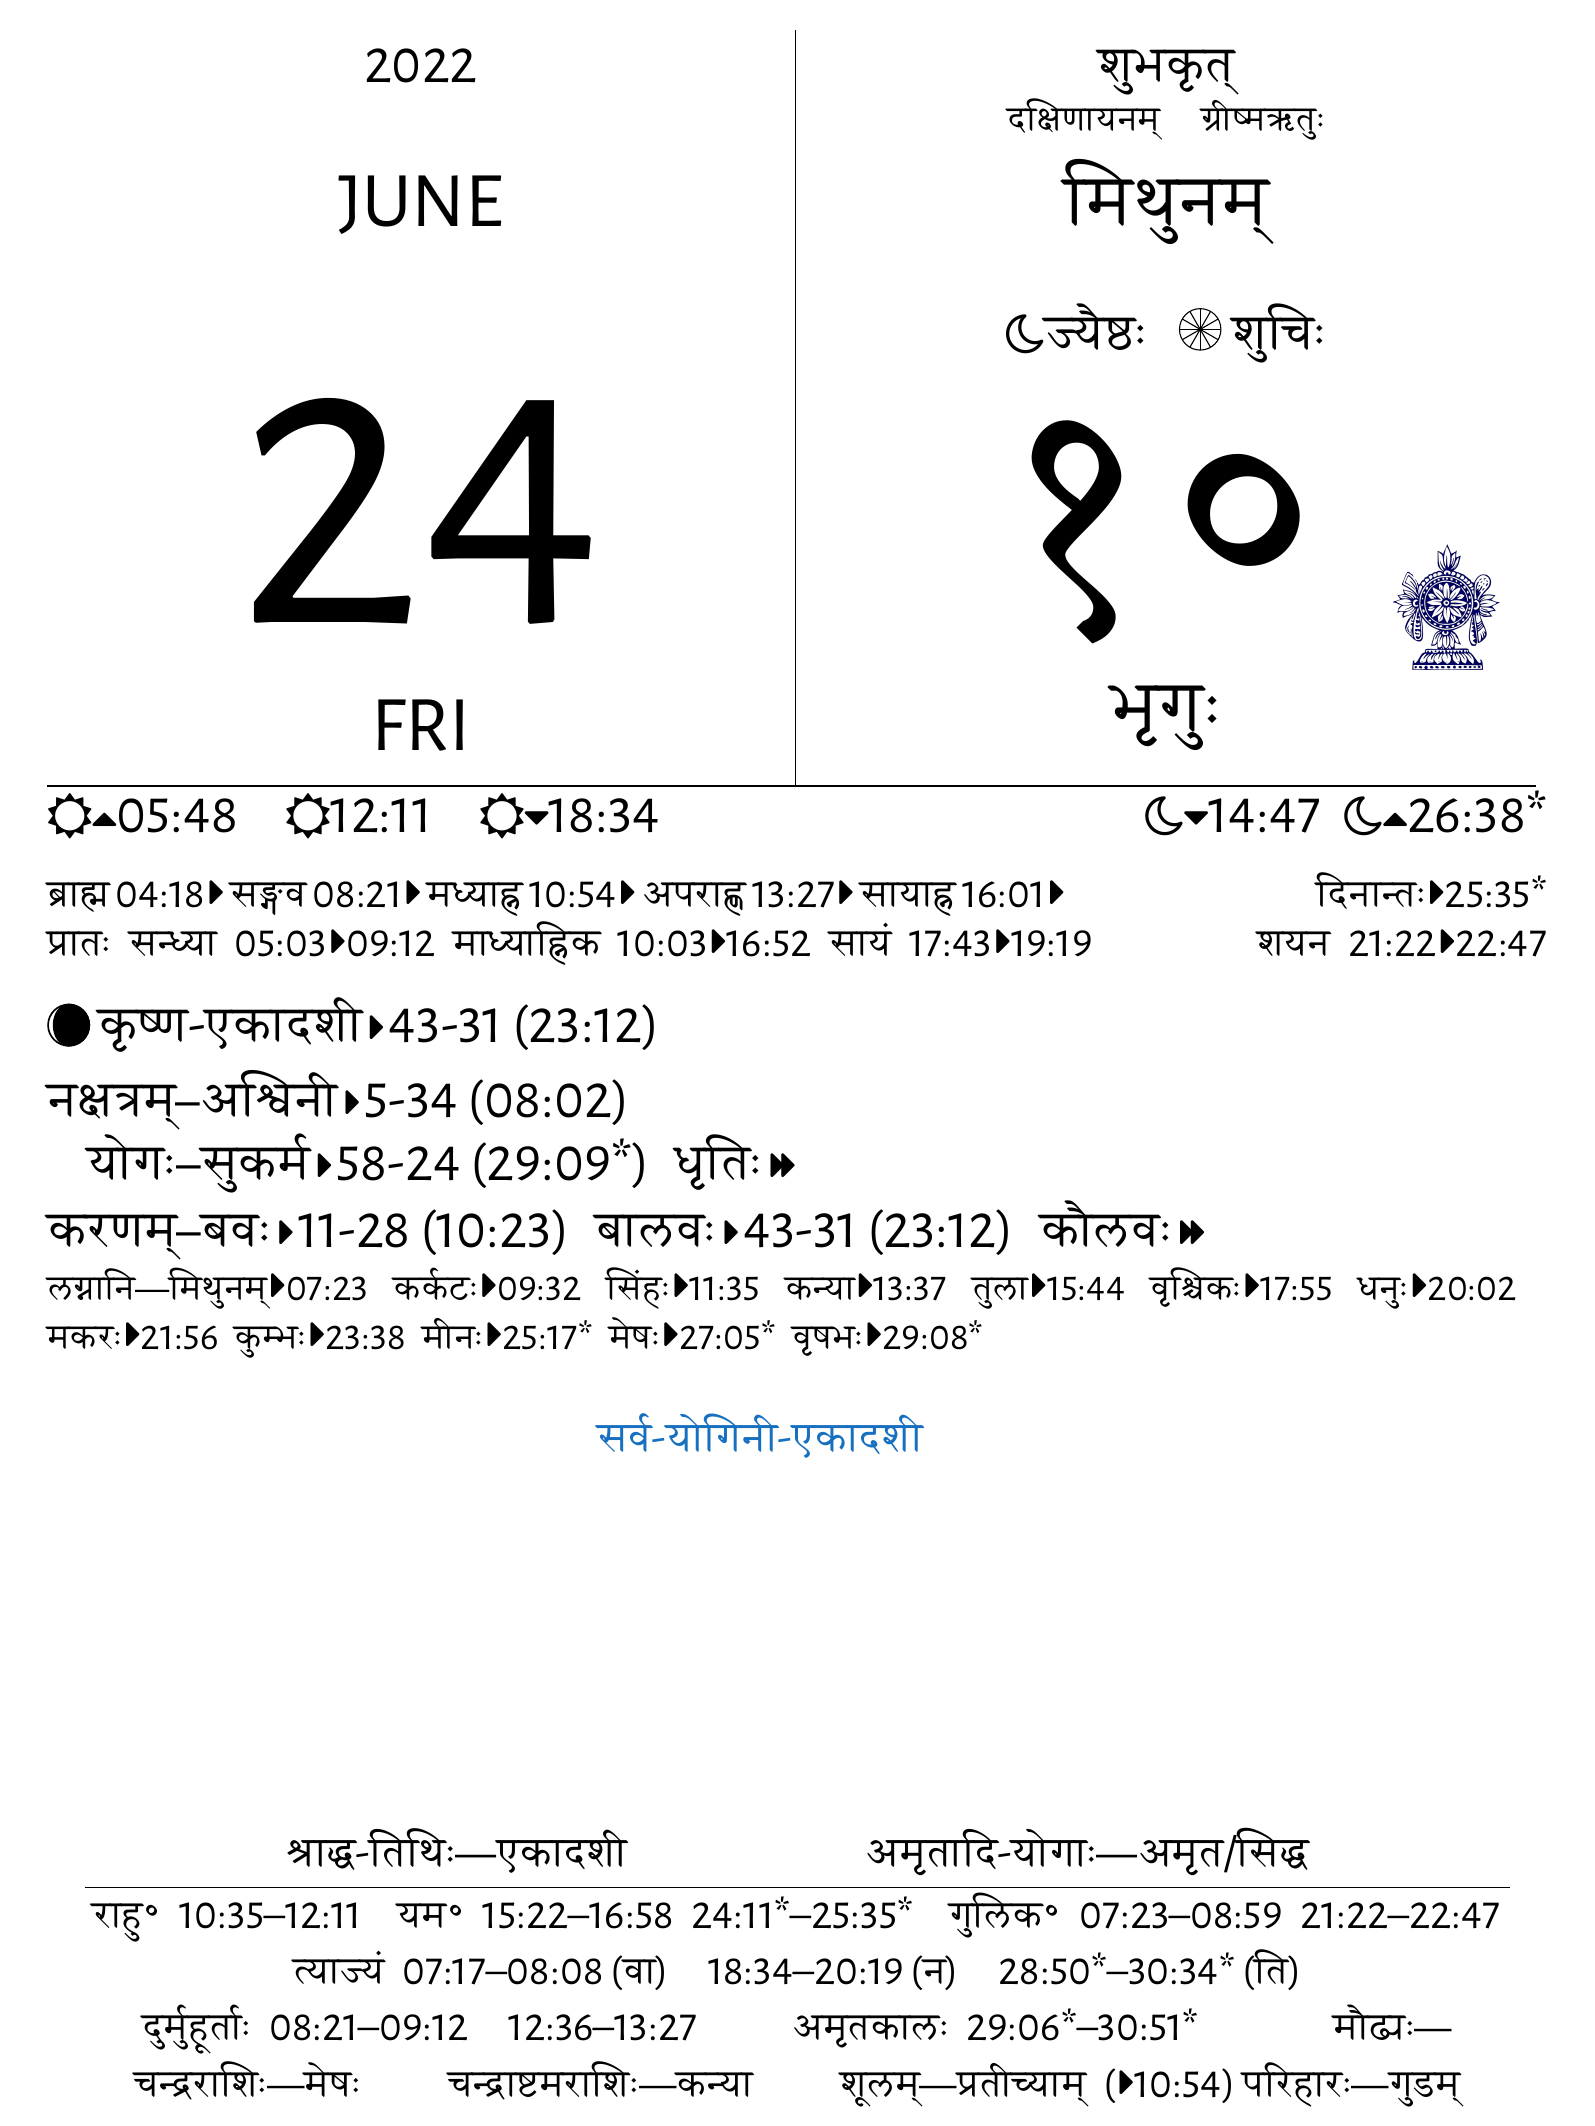 2022
JUNE
24
FRI
शुभकृत्
दक्षिणायनम् ग्रीष्मऋतुः
मिथुनम्
ज्यैष्ठः शुचिः
१०
भृगुः
05:48 12:11 18:34 14:47 26:38*
ब्राह्म 04:18 सङ्गव 08:21 मध्याह्न 10:54 अपराह्ण 13:27 सायाह्न 16:01 दिनान्तः 25:35*
प्रातः सन्ध्या 05:03 09:12 माध्याह्निक 10:03 16:52 सायं 17:43 19:19 शयन 21:22 22:47
कृष्ण-एकादशी 43-31 (23:12)
नक्षत्रम्–अश्विनी 5-34 (08:02)
योगः–सुकर्म 58-24 (29:09*) धृतिः
करणम्–बवः 11-28 (10:23) बालवः 43-31 (23:12) कौलवः
लग्नानि—मिथुनम् 07:23 कर्कटः 09:32 सिंहः 11:35 कन्या 13:37 तुला 15:44 वृश्चिकः 17:55 धनुः 20:02
मकरः 21:56 कुम्भः 23:38 मीनः 25:17* मेषः 27:05* वृषभः 29:08*
सर्व-योगिनी-एकादशी
श्राद्ध-तिथिः—एकादशी अमृतादि-योगाः—अमृत/सिद्ध
राहु॰ 10:35–12:11 यम॰ 15:22–16:58 24:11*–25:35* गुलिक॰ 07:23–08:59 21:22–22:47
त्याज्यं 07:17–08:08 (वा) 18:34–20:19 (न) 28:50*–30:34* (ति)
दुर्मुहूर्ताः 08:21–09:12 12:36–13:27 अमृतकालः 29:06*–30:51* मौढ्यः—
चन्द्रराशिः—मेषः चन्द्राष्टमराशिः—कन्या शूलम्—प्रतीच्याम् (10:54) परिहारः—गुडम्